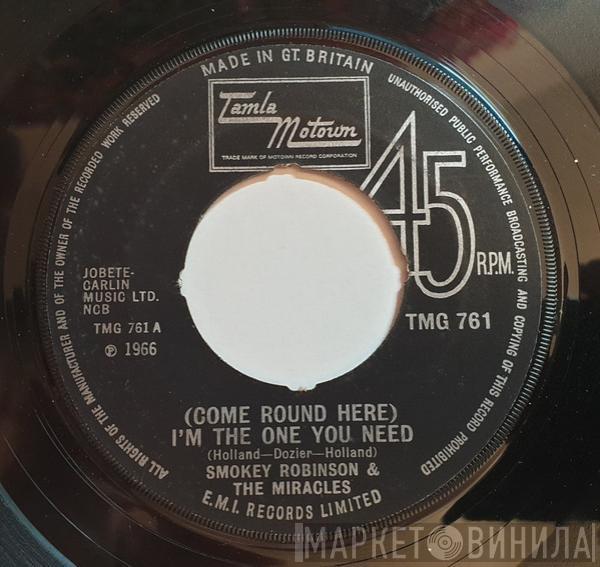 MADE IN GT. BRITAIN
UNAUTHORISED PUBLIC PERFORMANCE BROADCASTING AND COPYING OF THIS RECORD PROHIBITED
ALL RIGHTS OF THE MANUFACTURER AND OF THE OWNER OF THE RECORDED WORK RESERVED
Tamla
Motown
TRADE MARK OF MOTOWN RECORD CORPORATION
45
R.P.M.
JOBETE-
CARLIN
MUSIC LTD.
NCB
TMG 761 A
℗ 1966
TMG 761
(COME ROUND HERE)
I'M THE ONE YOU NEED
(Holland—Dozier—Holland)
SMOKEY ROBINSON &
THE MIRACLES
E.M.I. RECORDS LIMITED
МАРКЕТ ВИНИЛА